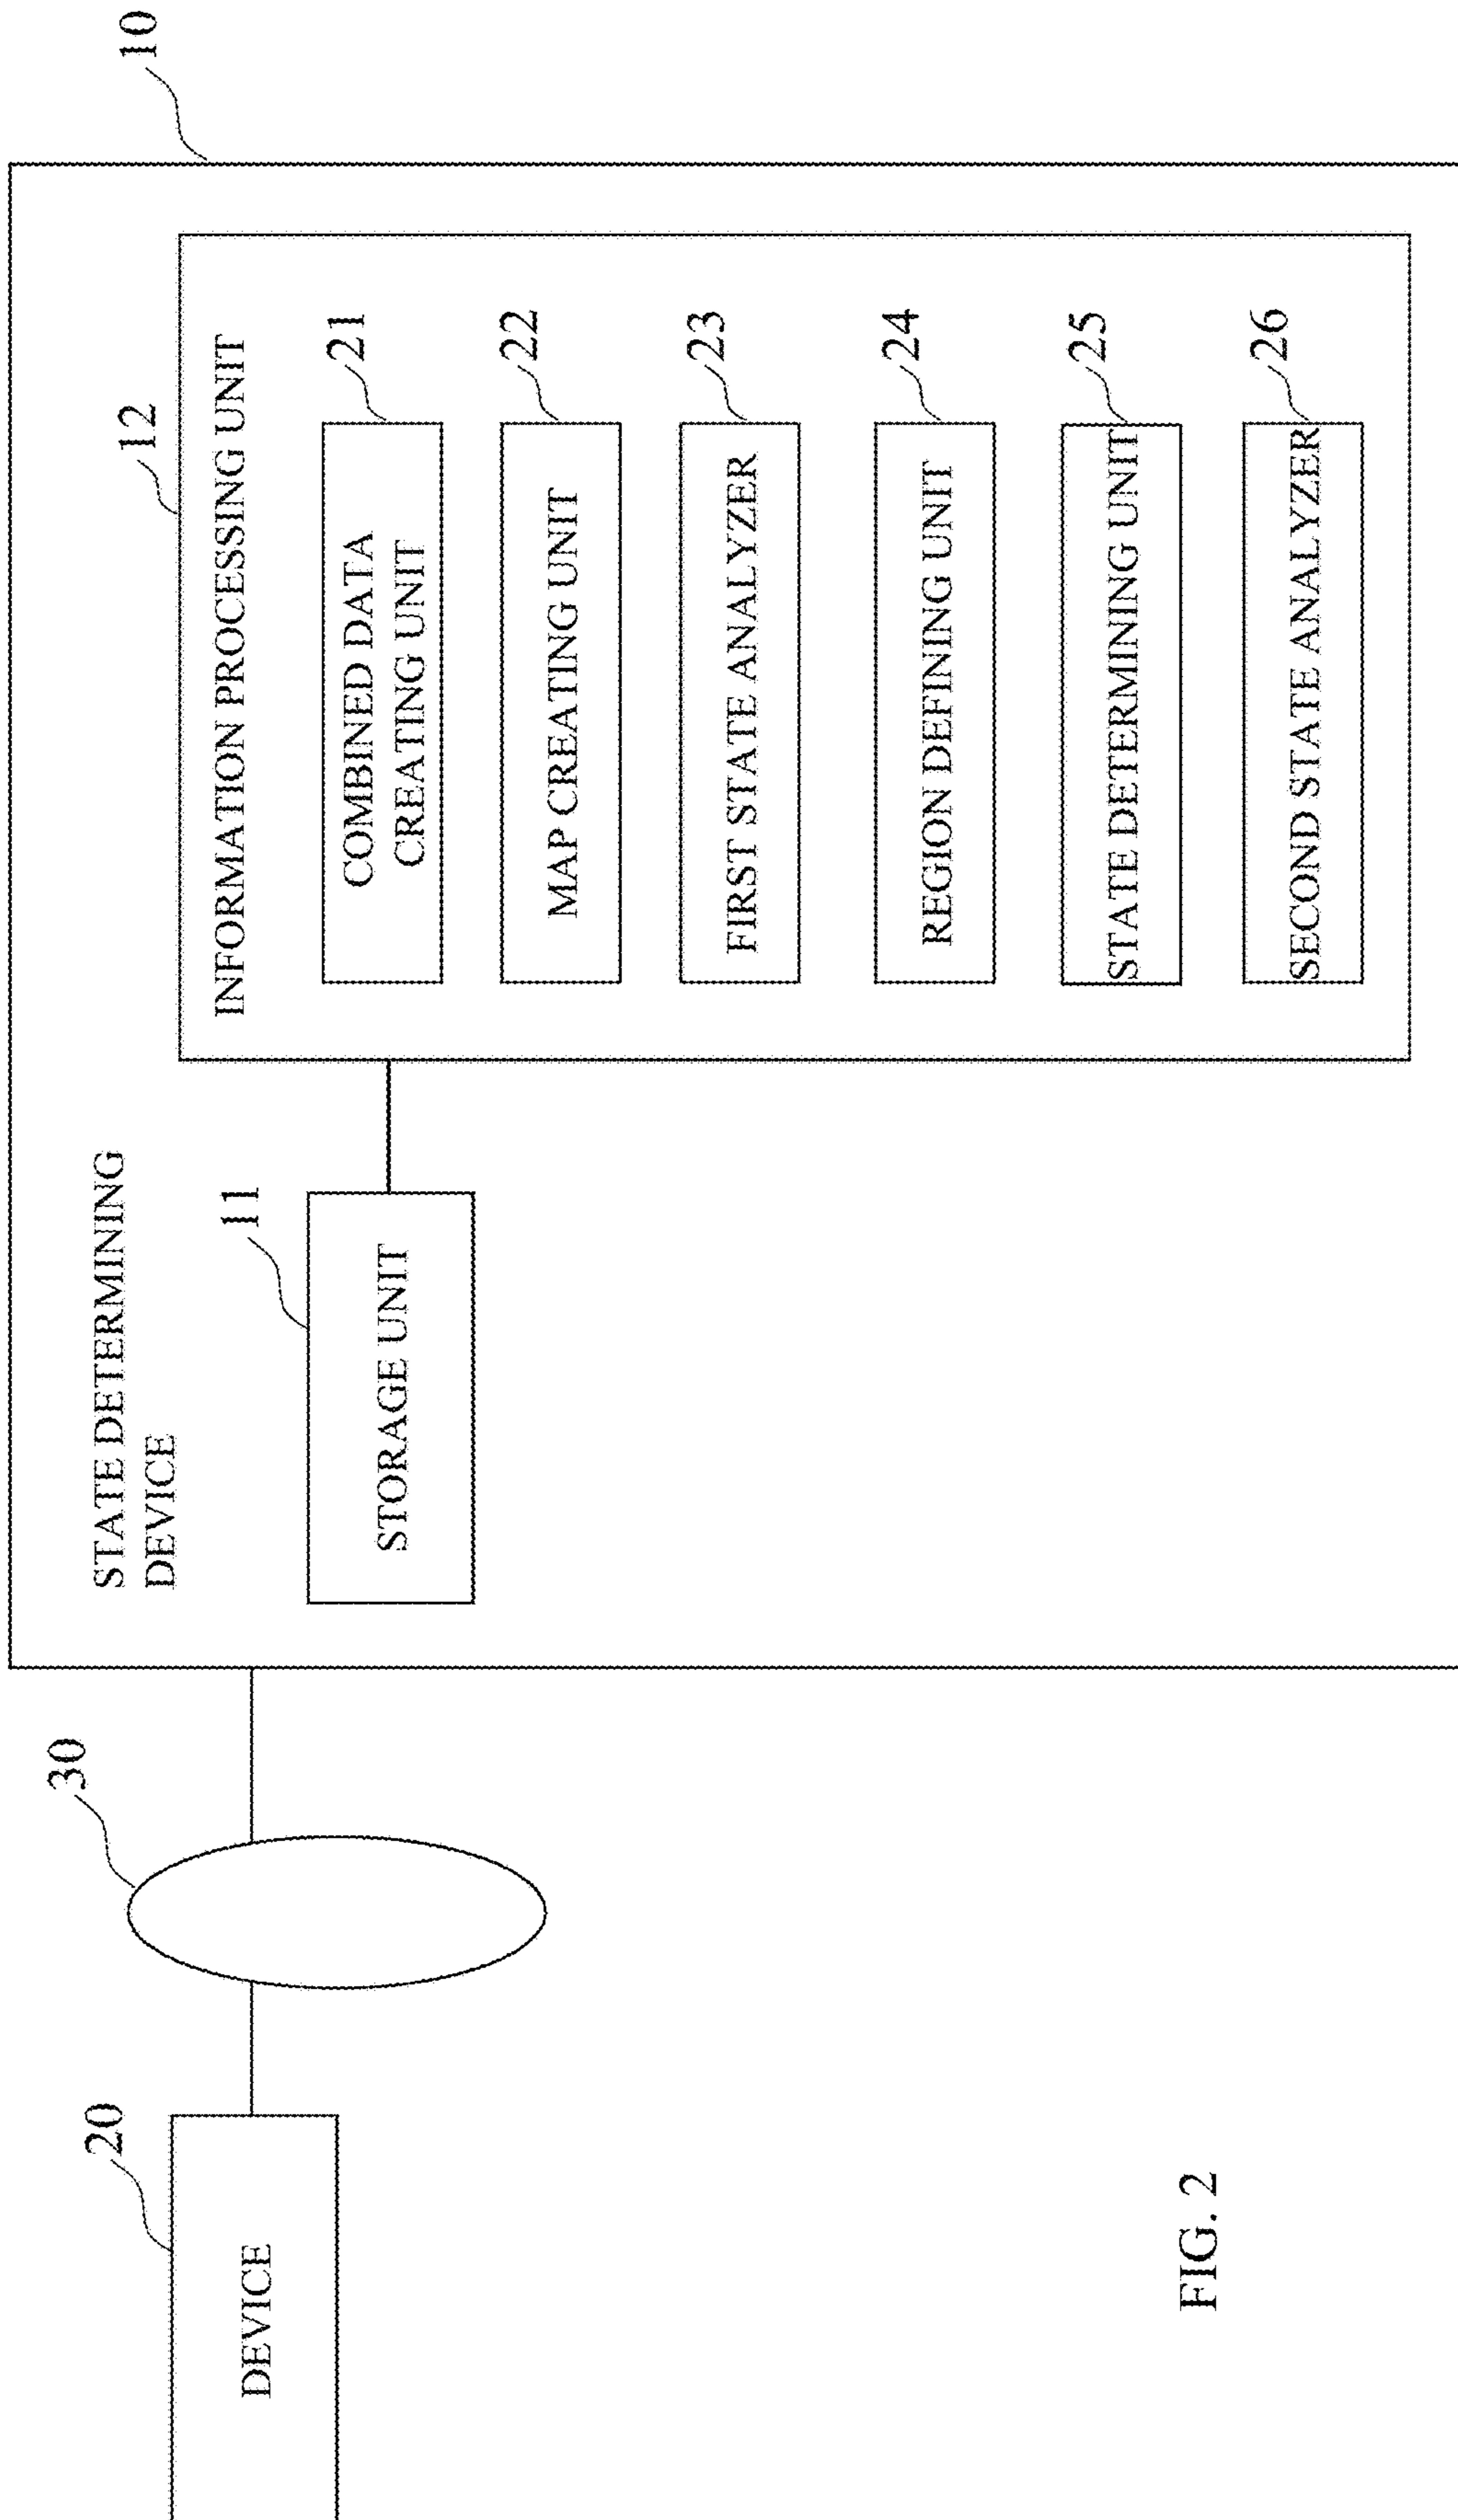 10
STATE DETERMINING
DEVICE
12
INFORMATION PROCESSING UNIT
30
20
11
21
COMBINED DATA
CREATING UNIT
DEVICE
STORAGE UNIT
22
MAP CREATING UNIT
23
FIRST STATE ANALYZER
24
REGION DEFINING UNIT
25
STATE DETERMINING UNIT
26
SECOND STATE ANALYZER
FIG. 2